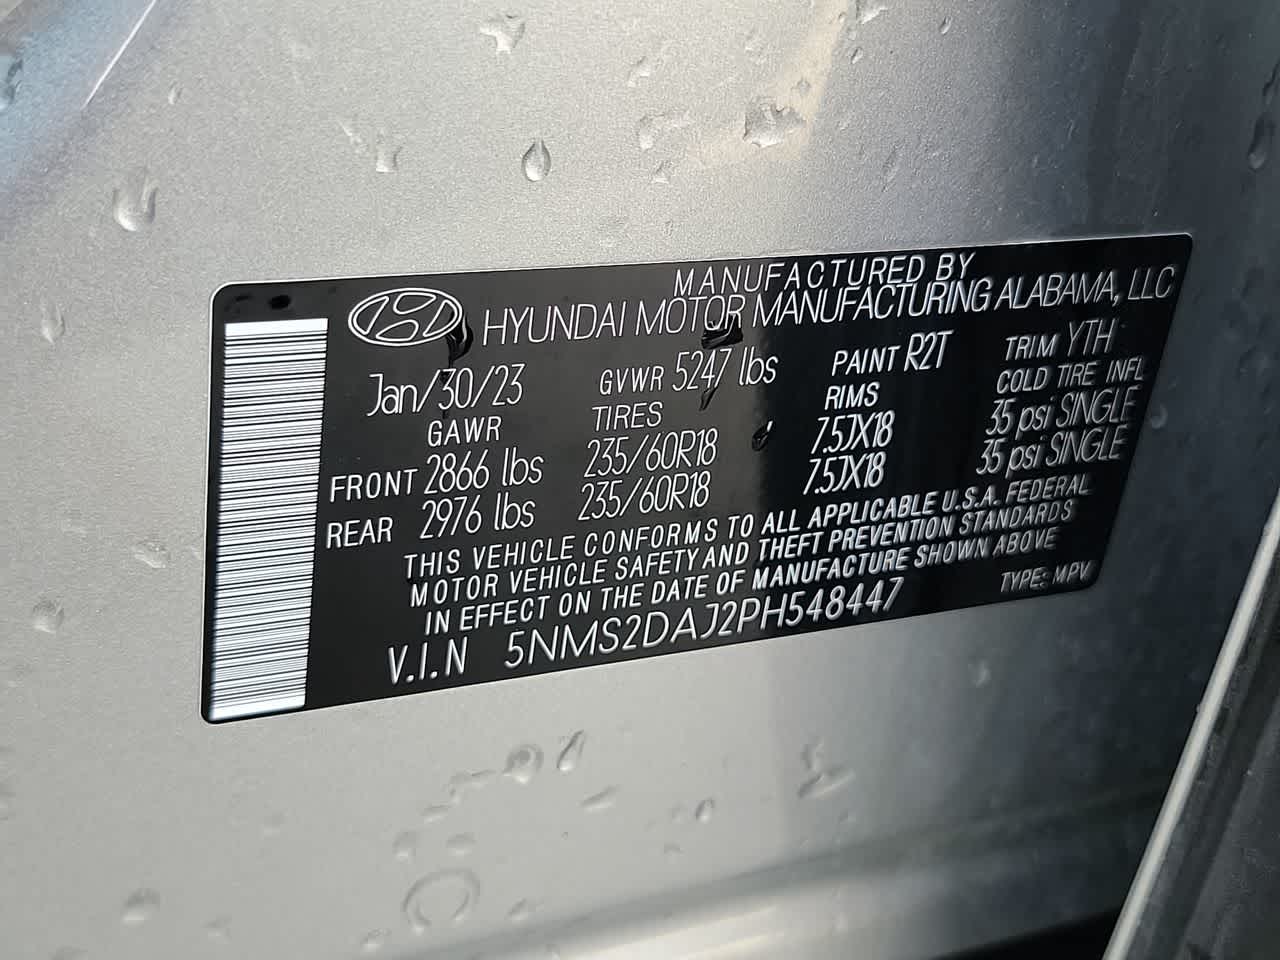 MANUFACTURED BY
HYUNDAI MOTOR MANUFACTURING ALABAMA, LLC
Jan/30/23 GVWR 5247 lbs PAINT R2T TRIM YTH
GAWR TIRES RIMS COLD TIRE INFL
FRONT 2866 lbs 235/60R18 7.5JX18 35 psi SINGLE
REAR 2976 lbs 235/60R18 7.5JX18 35 psi SINGLE
THIS VEHICLE CONFORMS TO ALL APPLICABLE U.S.A. FEDERAL
MOTOR VEHICLE SAFETY AND THEFT PREVENTION STANDARDS
IN EFFECT ON THE DATE OF MANUFACTURE SHOWN ABOVE
V.I.N 5NMS2DAJ2PH548447 TYPE: MPV